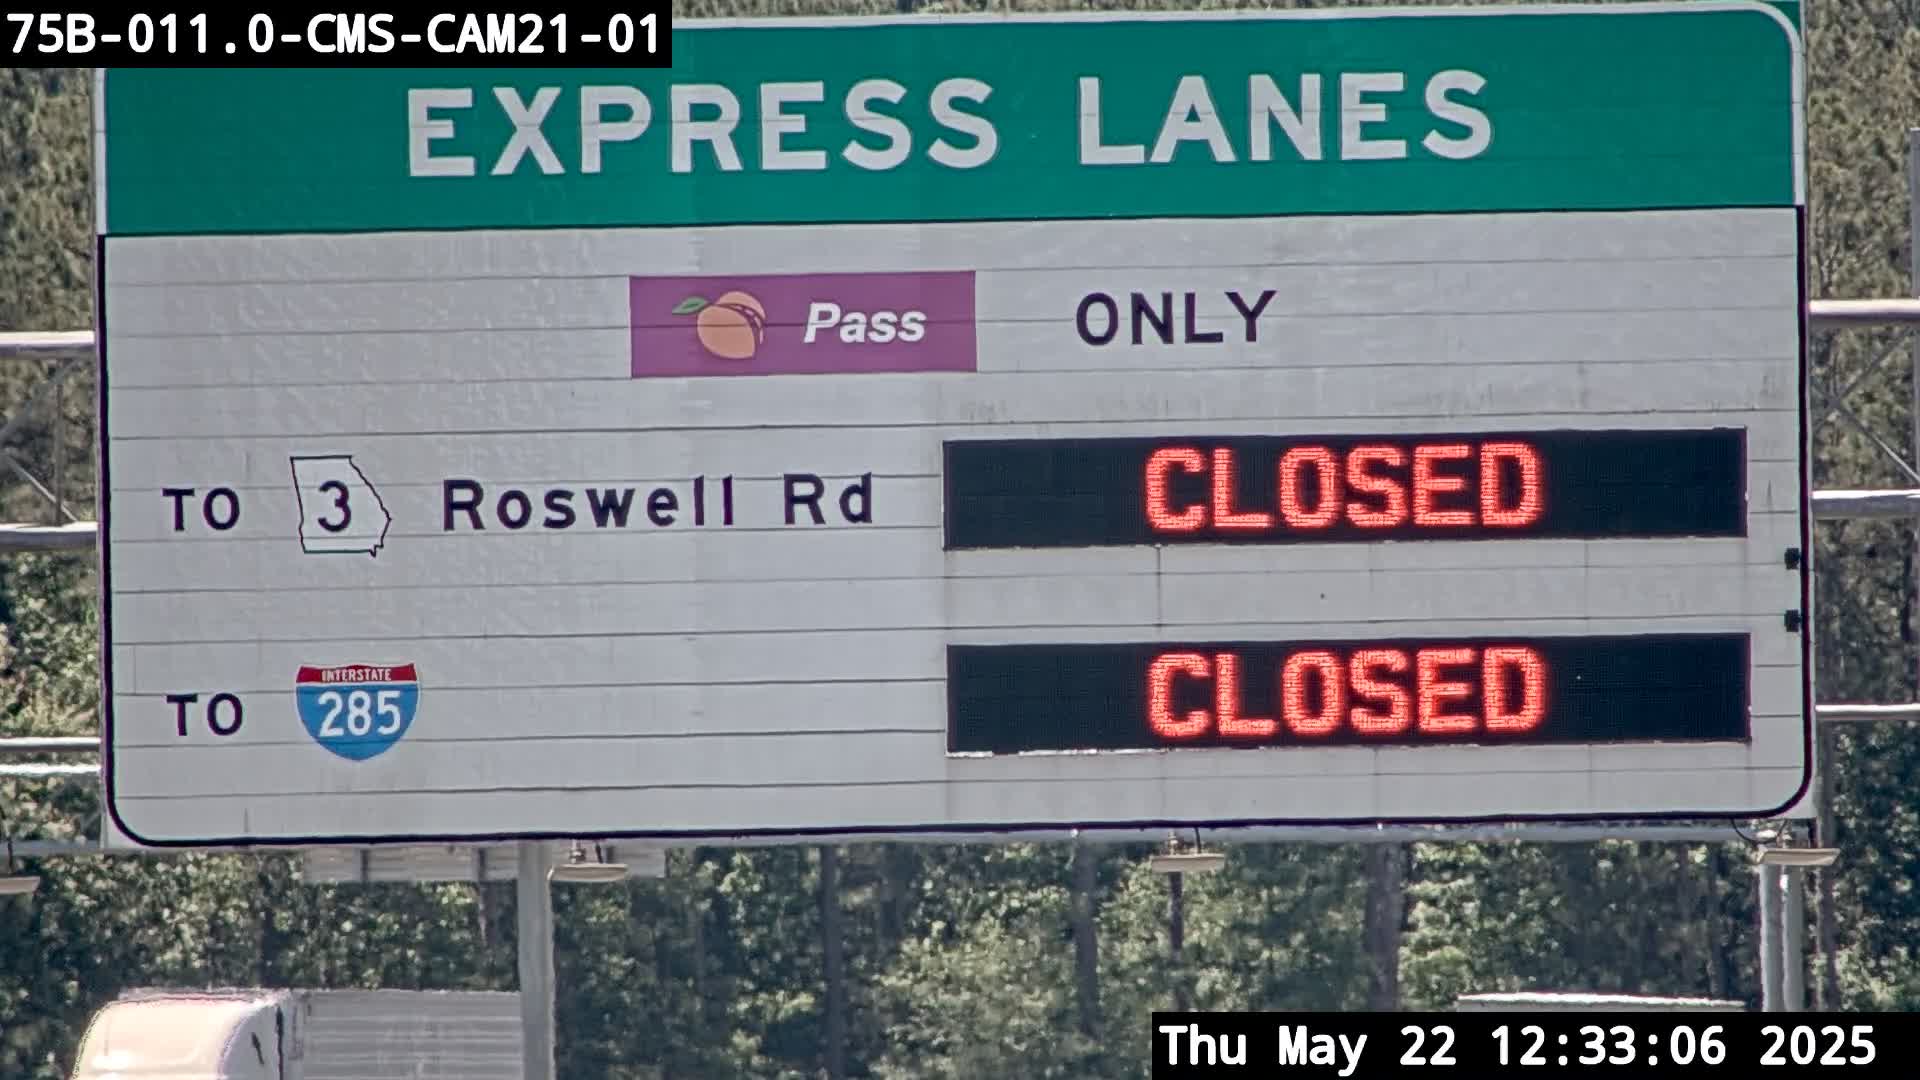 75B-011.0-CMS-CAM21-01
EXPRESS LANES
Pass ONLY
TO 3 Roswell Rd CLOSED
TO INTERSTATE 285 CLOSED
Thu May 22 12:33:06 2025